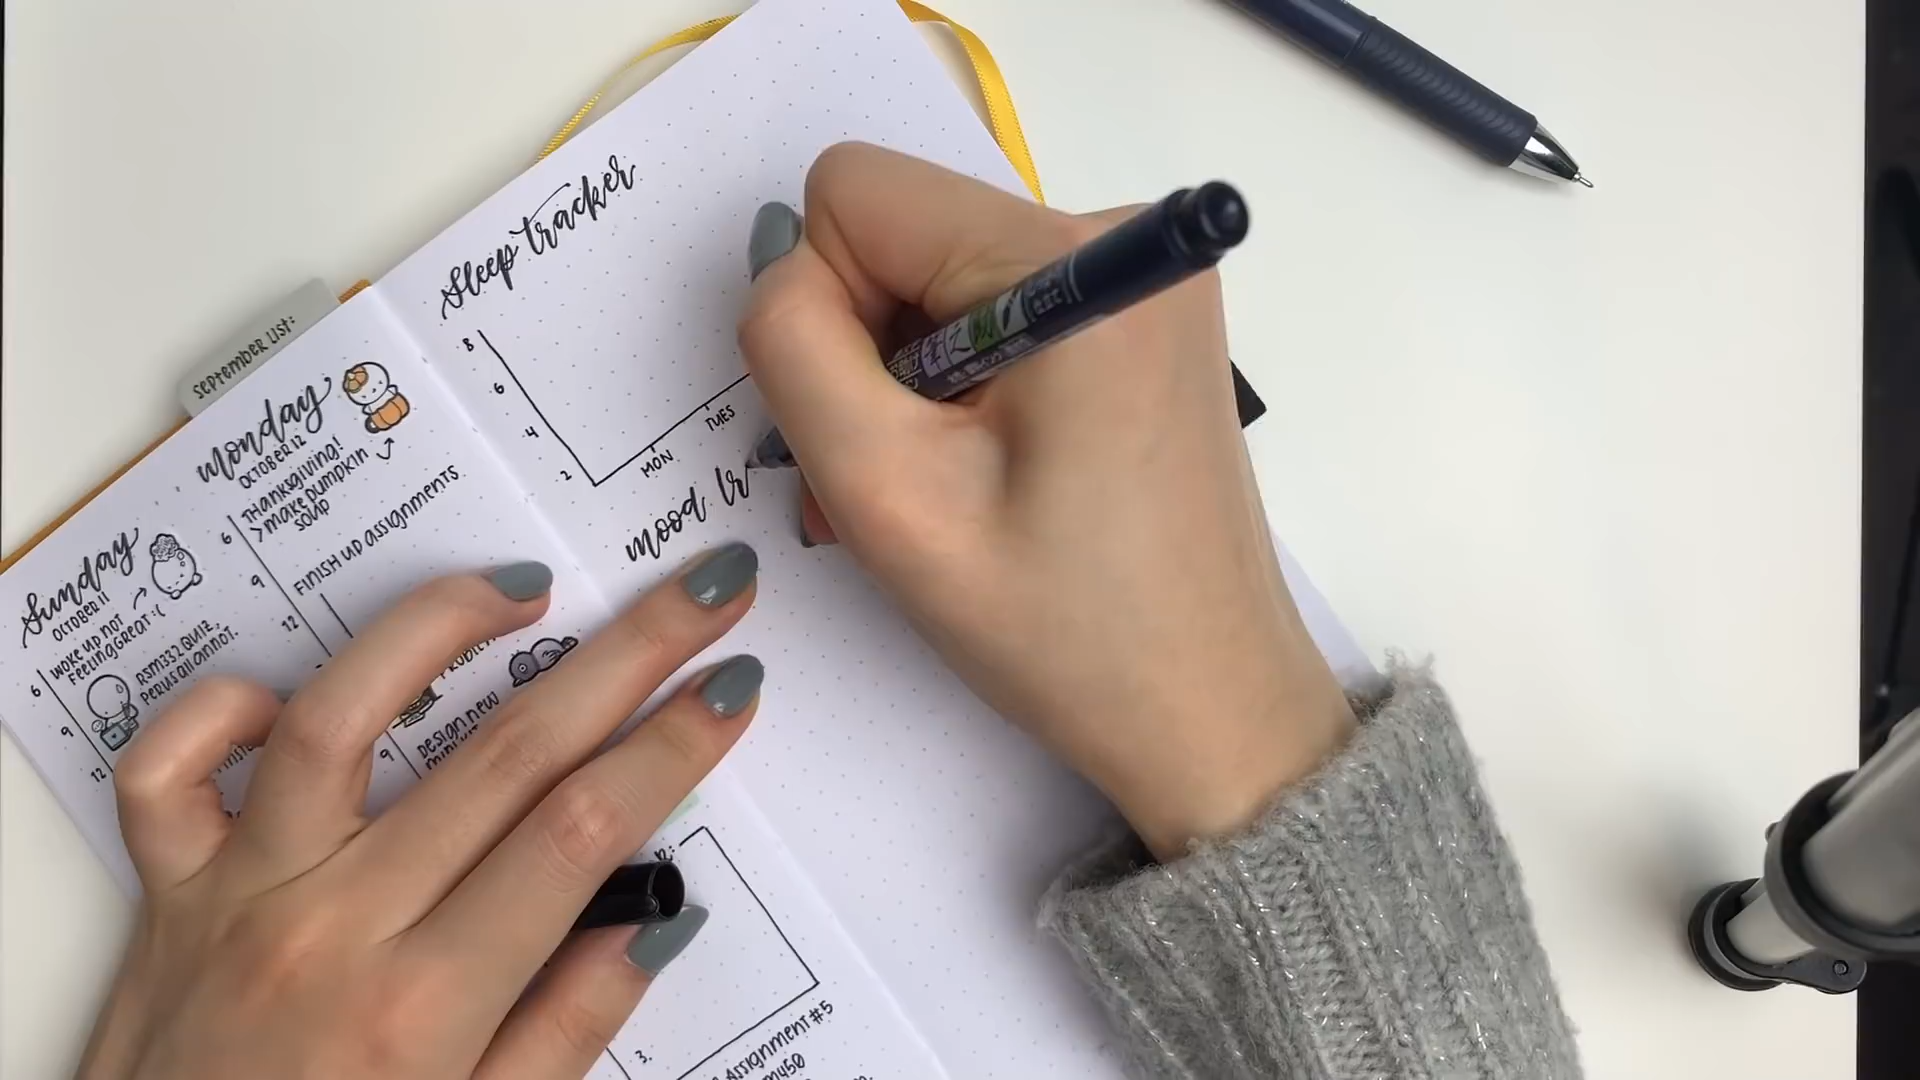 September List:
Sunday
OCTOBER 11
WOKE UP NOT
FEELING GREAT :(
RSM332 QUIZ,
PERUSALL ANNOT.
6
9
12
Monday
OCTOBER 12
THANKSGIVING!
> MAKE PUMPKIN
SOUP
FINISH UP ASSIGNMENTS
6
9
12
DESIGN NEW
9
3.
ASSIGNMENT #5
Sleep tracker
8
6
4
2
MON
TUES
mood tr